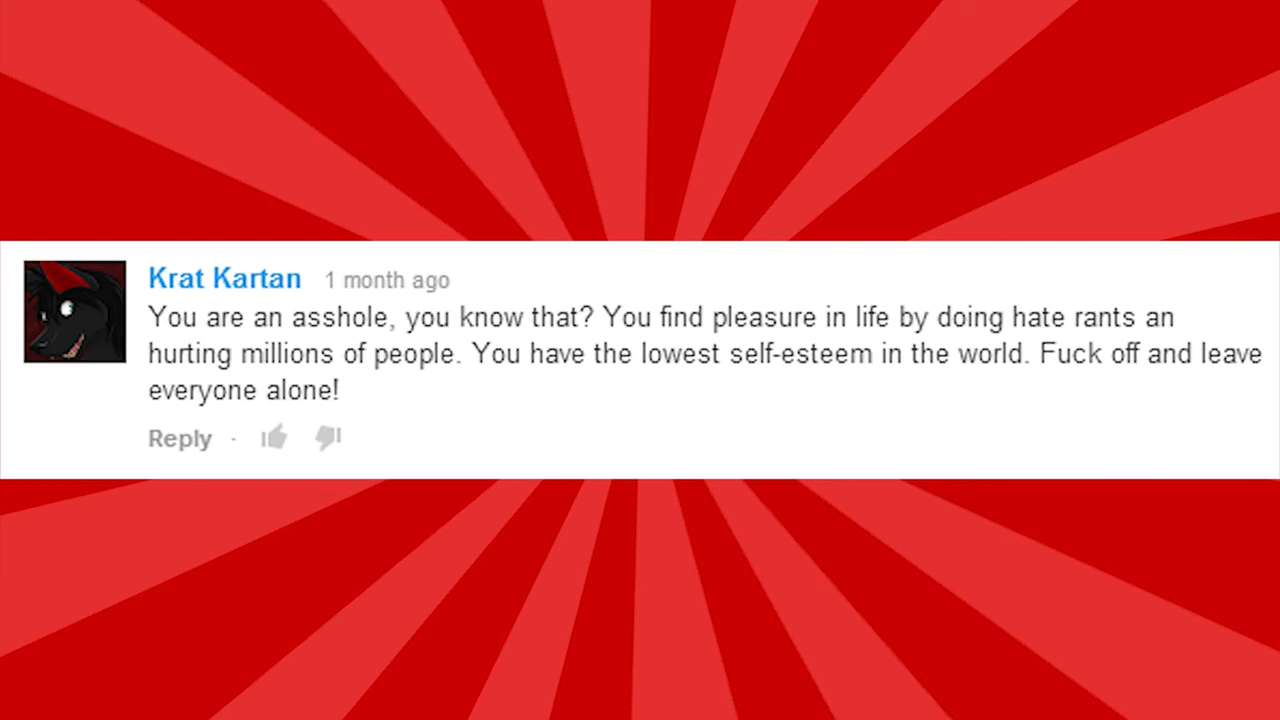 Krat Kartan 1 month ago
You are an asshole, you know that? You find pleasure in life by doing hate rants an
hurting millions of people. You have the lowest self-esteem in the world. Fuck off and leave
everyone alone!
Reply ·